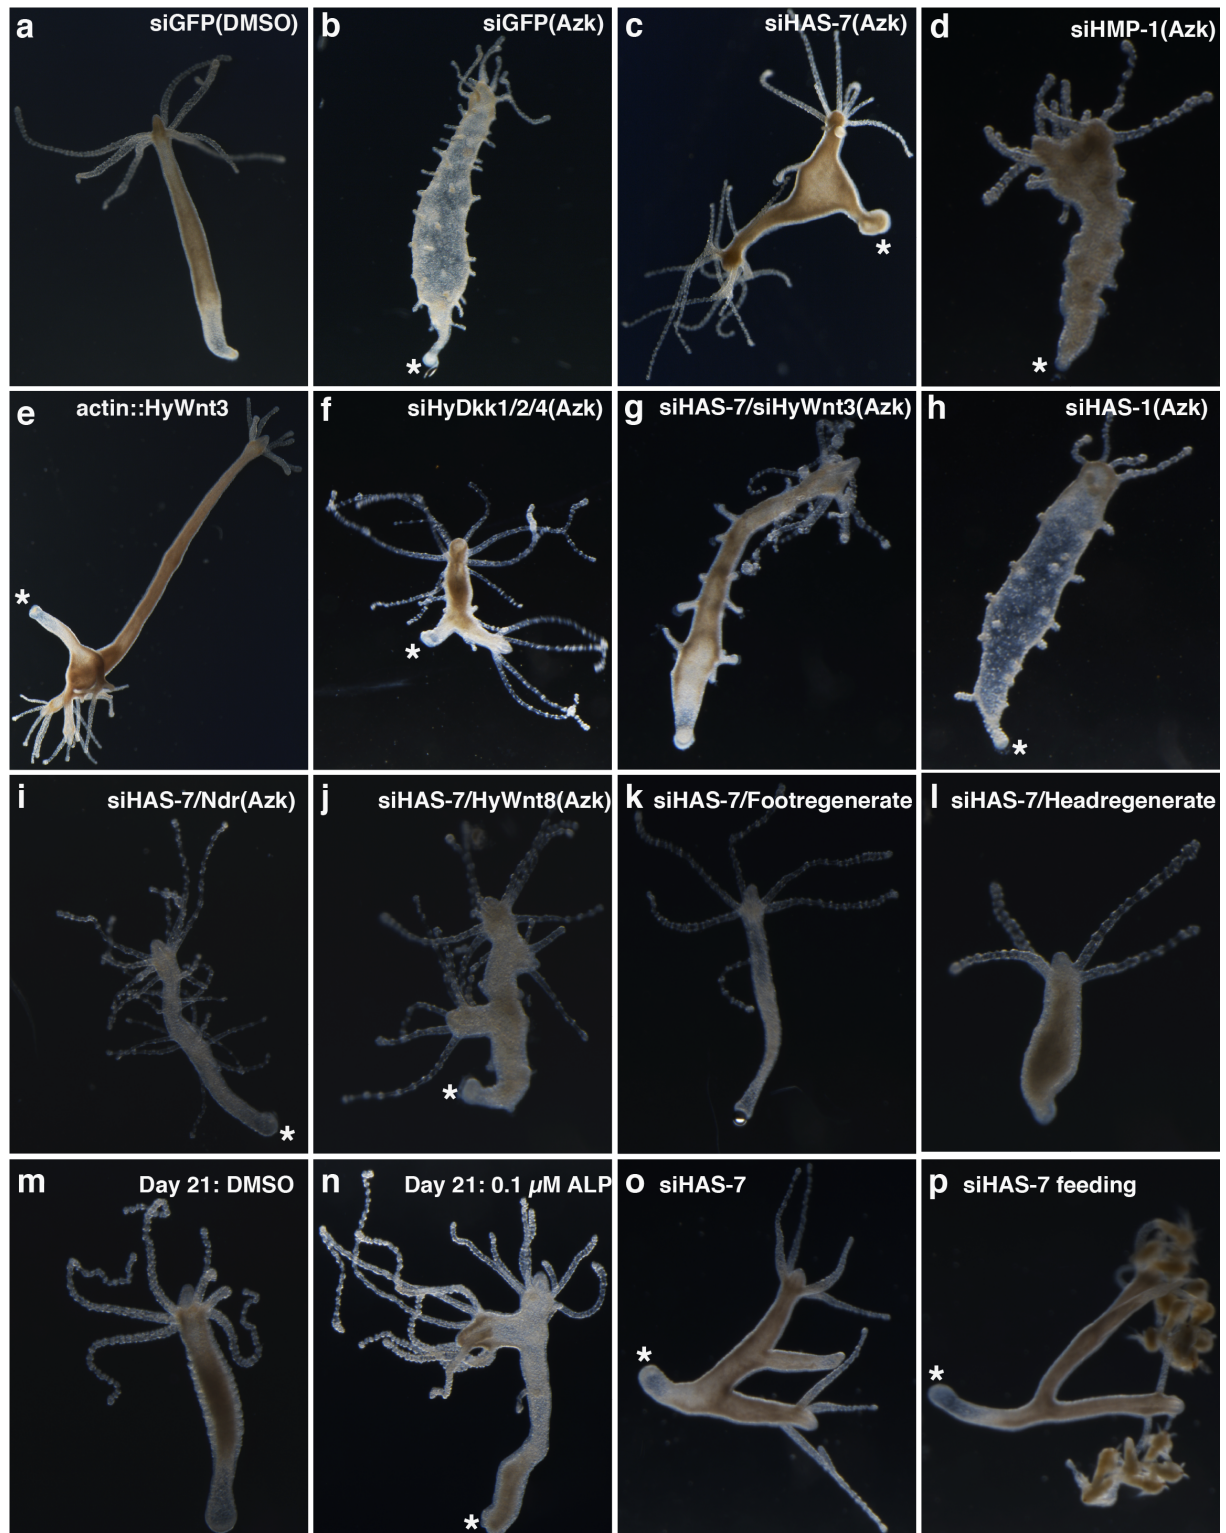 a siGFP(DMSO)
b siGFP(Azk)
c siHAS-7(Azk)
d siHMP-1(Azk)
*
*
*
e actin::HyWnt3
f siHyDkk1/2/4(Azk)
g siHAS-7/siHyWnt3(Azk)
h siHAS-1(Azk)
*
*
*
i siHAS-7/Ndr(Azk)
j siHAS-7/HyWnt8(Azk)
k siHAS-7/Footregenerate
l siHAS-7/Headregenerate
*
*
m Day 21: DMSO
n Day 21: 0.1 µM ALP
o siHAS-7
p siHAS-7 feeding
*
*
*